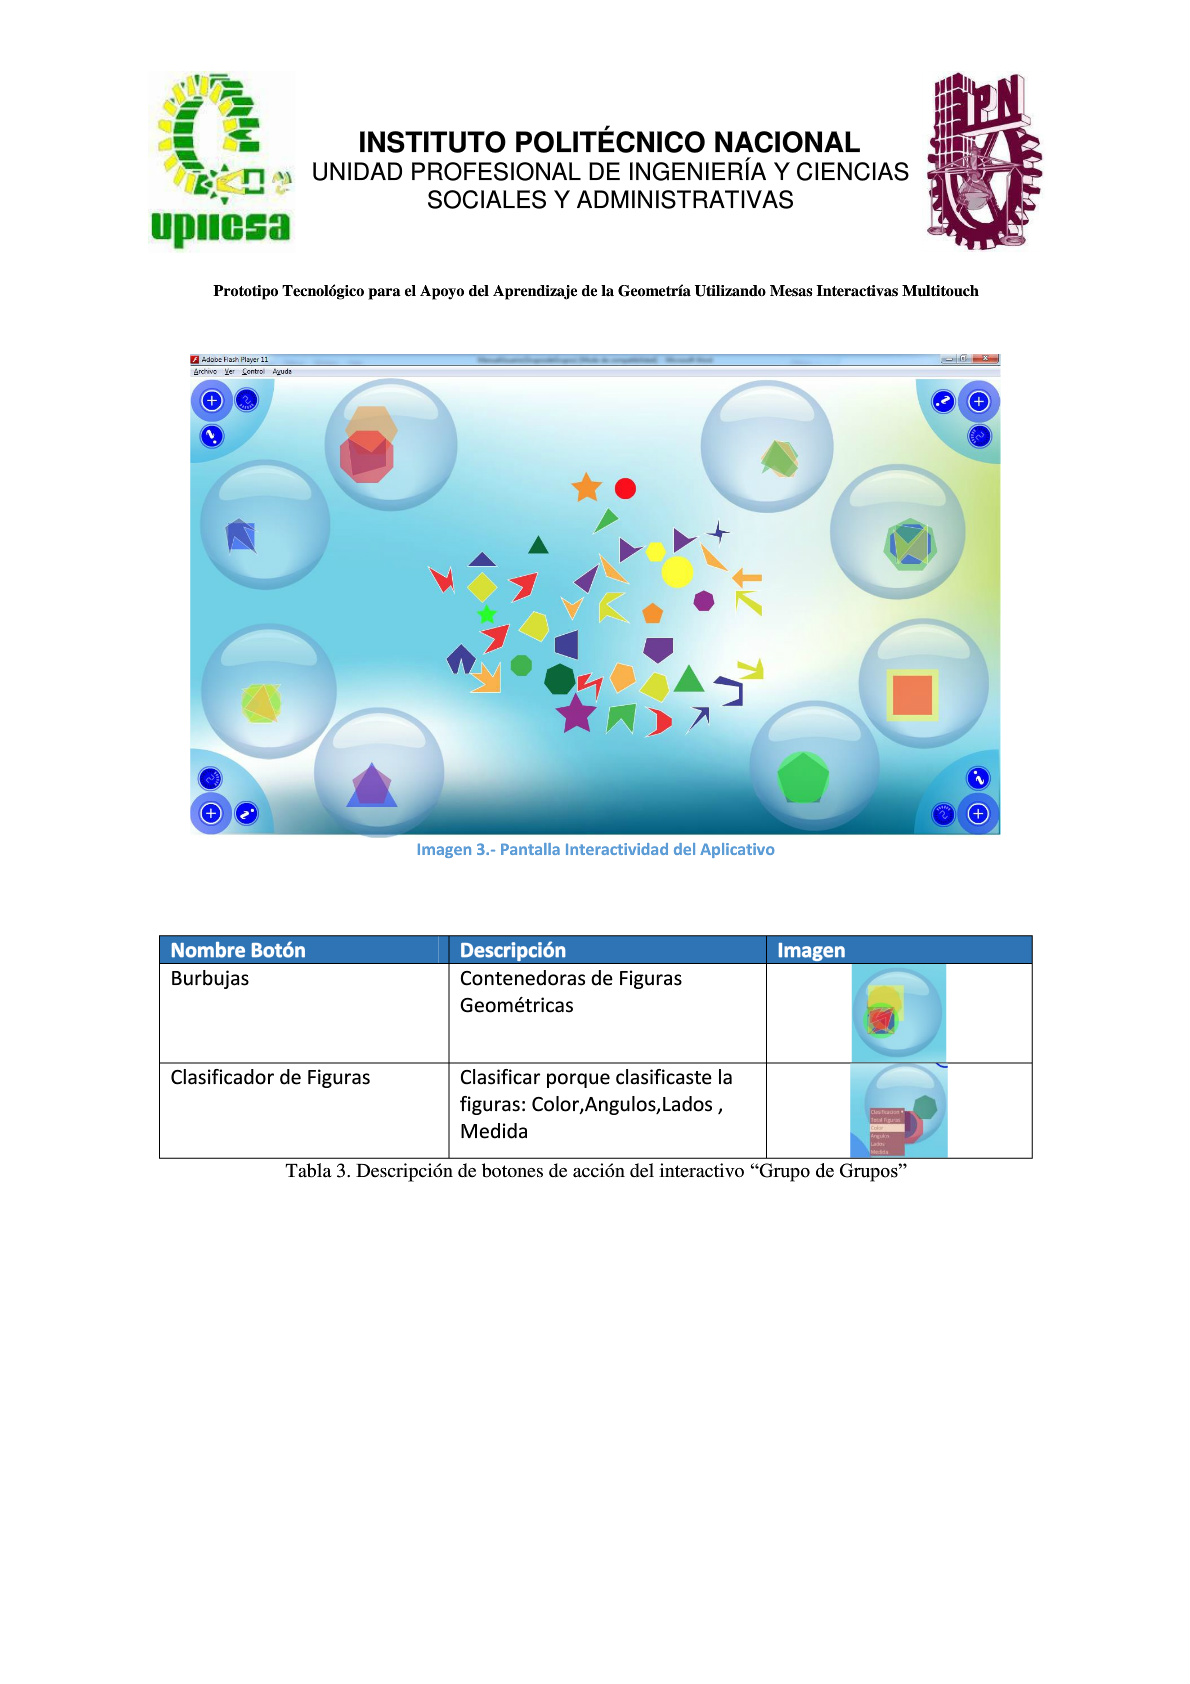 upiicsa
IPN
INSTITUTO POLITÉCNICO NACIONAL
UNIDAD PROFESIONAL DE INGENIERÍA Y CIENCIAS
SOCIALES Y ADMINISTRATIVAS
Prototipo Tecnológico para el Apoyo del Aprendizaje de la Geometría Utilizando Mesas Interactivas Multitouch
Adobe Flash Player 11
Archivo Ver Control Ayuda
Imagen 3.- Pantalla Interactividad del Aplicativo
Nombre Botón Descripción Imagen
Burbujas Contenedoras de Figuras
Geométricas
Clasificador de Figuras Clasificar porque clasificaste la
figuras: Color,Angulos,Lados ,
Medida
Clasificacion
Total Figuras
Color
Angulos
Lados
Medida
Tabla 3. Descripción de botones de acción del interactivo “Grupo de Grupos”